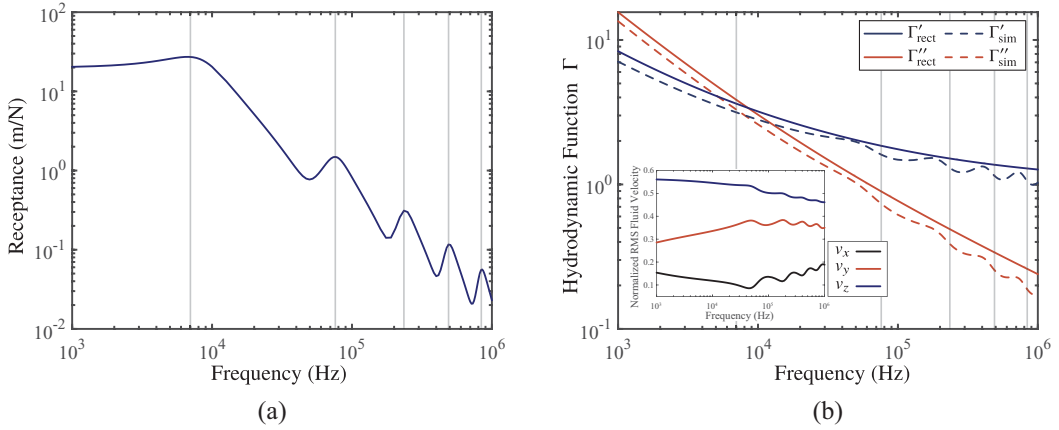 10^2
10^1
10^0
10^-1
10^-2
Receptance (m/N)
10^3
10^4
10^5
10^6
Frequency (Hz)
(a)
10^1
10^0
10^-1
Hydrodynamic Function Γ
Γ′rect
Γ′sim
Γ″rect
Γ″sim
0.6
0.5
0.4
0.3
0.2
0.1
Normalized RMS Fluid Velocity
10^3
10^4
10^5
10^6
Frequency (Hz)
v_x
v_y
v_z
10^3
10^4
10^5
10^6
Frequency (Hz)
(b)